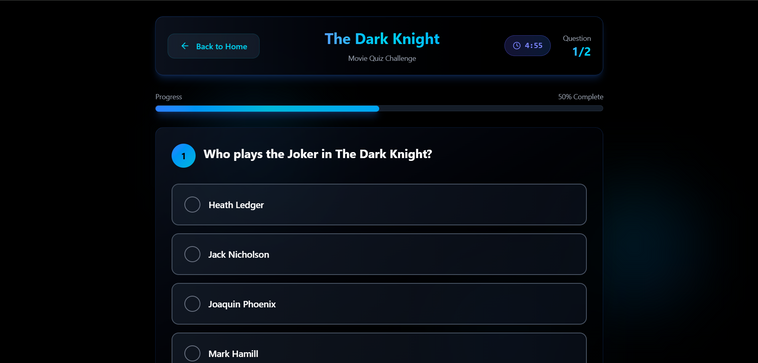 Back to Home
The Dark Knight
Movie Quiz Challenge
4:55
Question
1/2
Progress
50% Complete
1
Who plays the Joker in The Dark Knight?
Heath Ledger
Jack Nicholson
Joaquin Phoenix
Mark Hamill